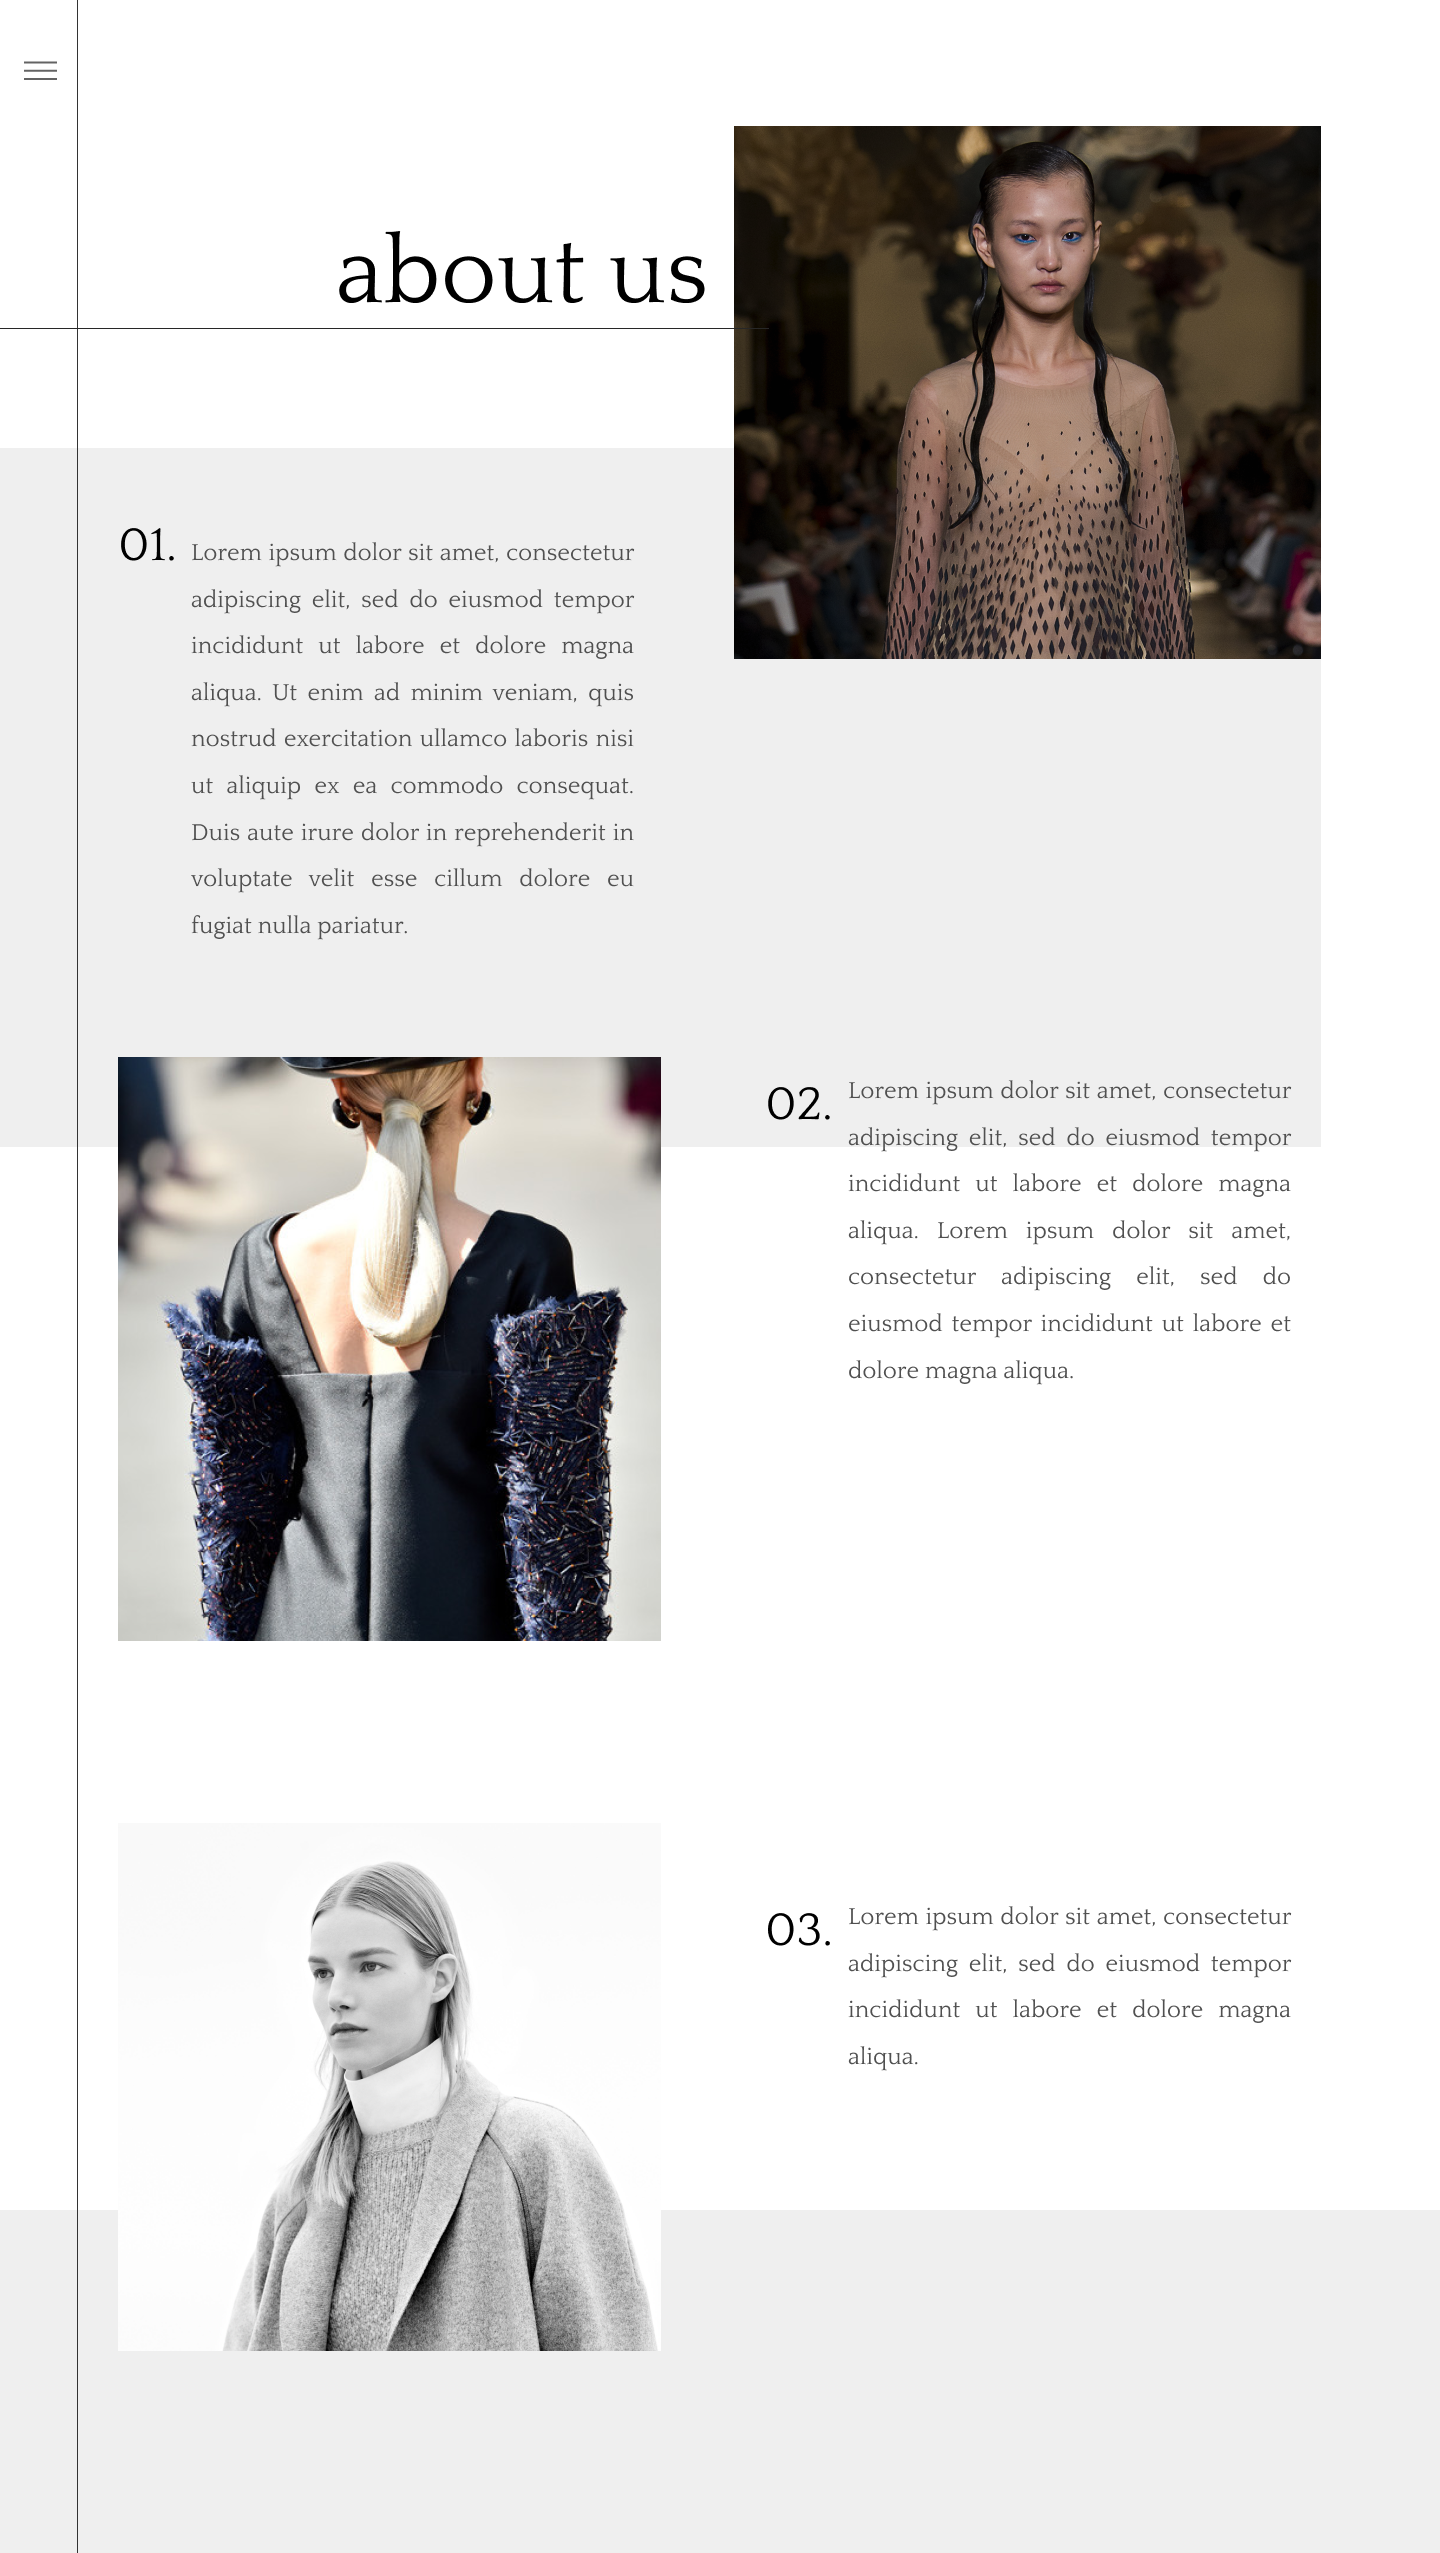 about us
01.
Lorem ipsum dolor sit amet, consectetur
adipiscing elit, sed do eiusmod tempor
incididunt ut labore et dolore magna
aliqua. Ut enim ad minim veniam, quis
nostrud exercitation ullamco laboris nisi
ut aliquip ex ea commodo consequat.
Duis aute irure dolor in reprehenderit in
voluptate velit esse cillum dolore eu
fugiat nulla pariatur.
02.
Lorem ipsum dolor sit amet, consectetur
adipiscing elit, sed do eiusmod tempor
incididunt ut labore et dolore magna
aliqua. Lorem ipsum dolor sit amet,
consectetur adipiscing elit, sed do
eiusmod tempor incididunt ut labore et
dolore magna aliqua.
03.
Lorem ipsum dolor sit amet, consectetur
adipiscing elit, sed do eiusmod tempor
incididunt ut labore et dolore magna
aliqua.